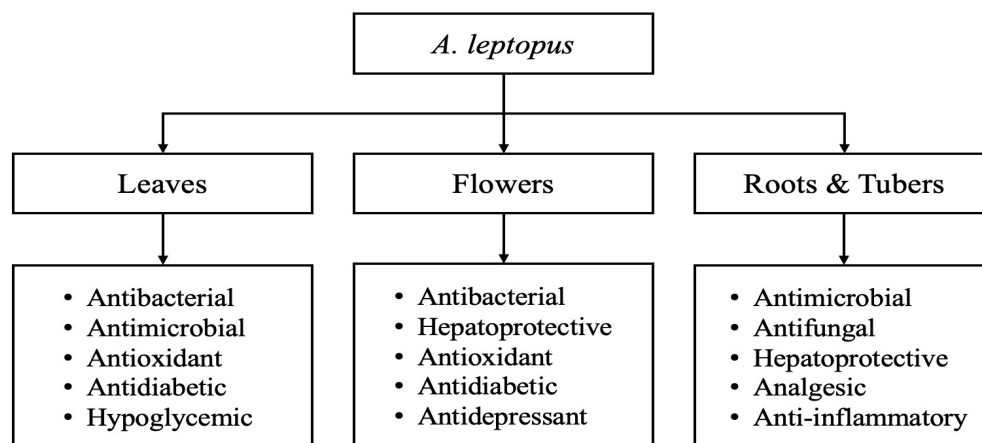 A. leptopus
Leaves
Flowers
Roots & Tubers
• Antibacterial
• Antimicrobial
• Antioxidant
• Antidiabetic
• Hypoglycemic
• Antibacterial
• Hepatoprotective
• Antioxidant
• Antidiabetic
• Antidepressant
• Antimicrobial
• Antifungal
• Hepatoprotective
• Analgesic
• Anti-inflammatory